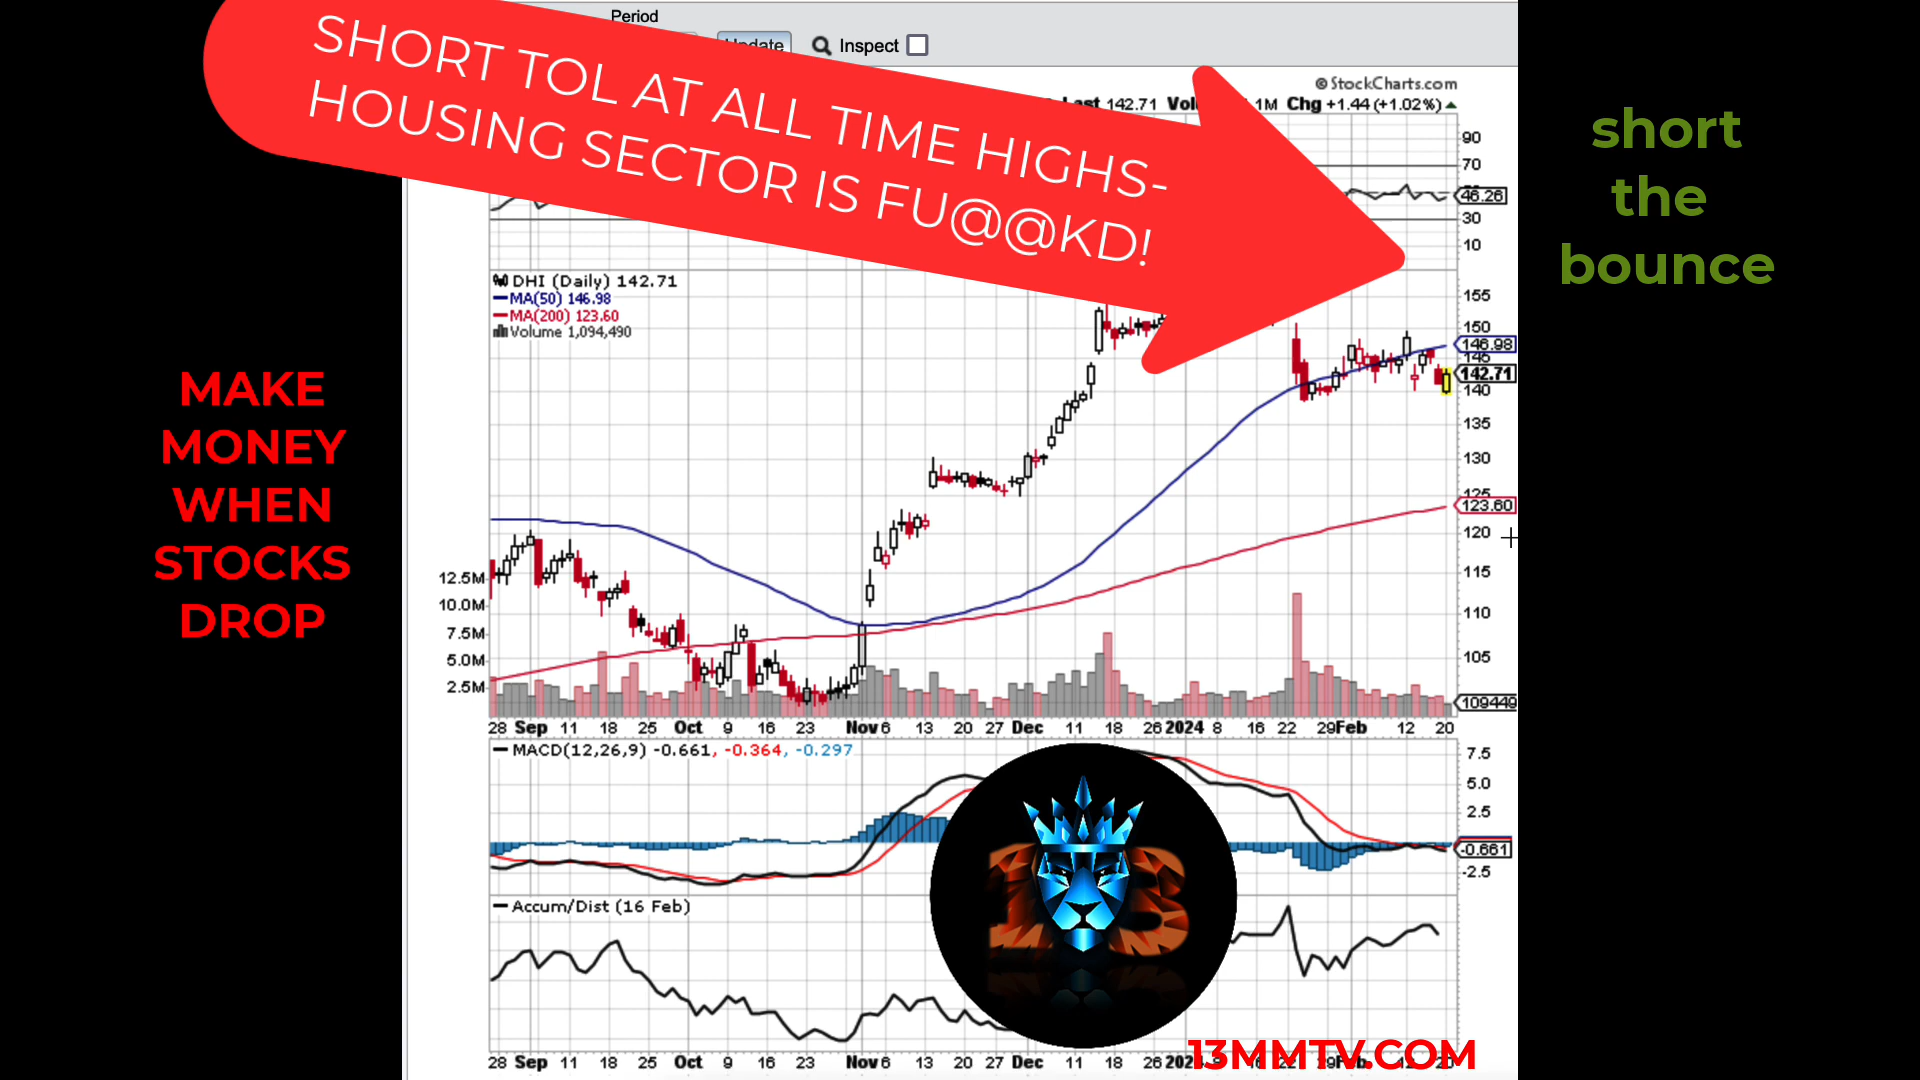 Period
Update
Inspect
SHORT TOL AT ALL TIME HIGHS-
HOUSING SECTOR IS FU@@KD!
©StockCharts.com
Last 142.71 1M Chg +1.44 (+1.02%)
short
the
bounce
MAKE
MONEY
WHEN
STOCKS
DROP
90
70
46.26
30
10
DHI (Daily) 142.71
MA(50) 146.98
MA(200) 123.60
Volume 1,094,490
155
150
146.98
145
142.71
140
135
130
125
123.60
120
115
110
105
12.5M
10.0M
7.5M
5.0M
2.5M
109449
28 Sep 11 18 25 Oct 9 16 23 Nov 6 13 20 27 Dec 11 18 26 2024 8 16 22 29 Feb 12 20
MACD(12,26,9) -0.661, -0.364, -0.297
7.5
5.0
2.5
-0.661
-2.5
Accum/Dist (16 Feb)
13
28 Sep 11 18 25 Oct 9 16 23 Nov 6 13 20 27 Dec 11 18 26
13MMTV.COM